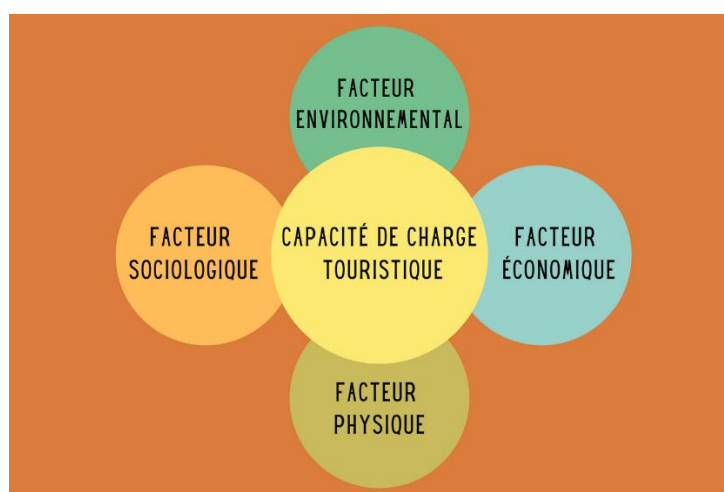 FACTEUR
ENVIRONNEMENTAL
FACTEUR
SOCIOLOGIQUE
CAPACITÉ DE CHARGE
TOURISTIQUE
FACTEUR
ÉCONOMIQUE
FACTEUR
PHYSIQUE